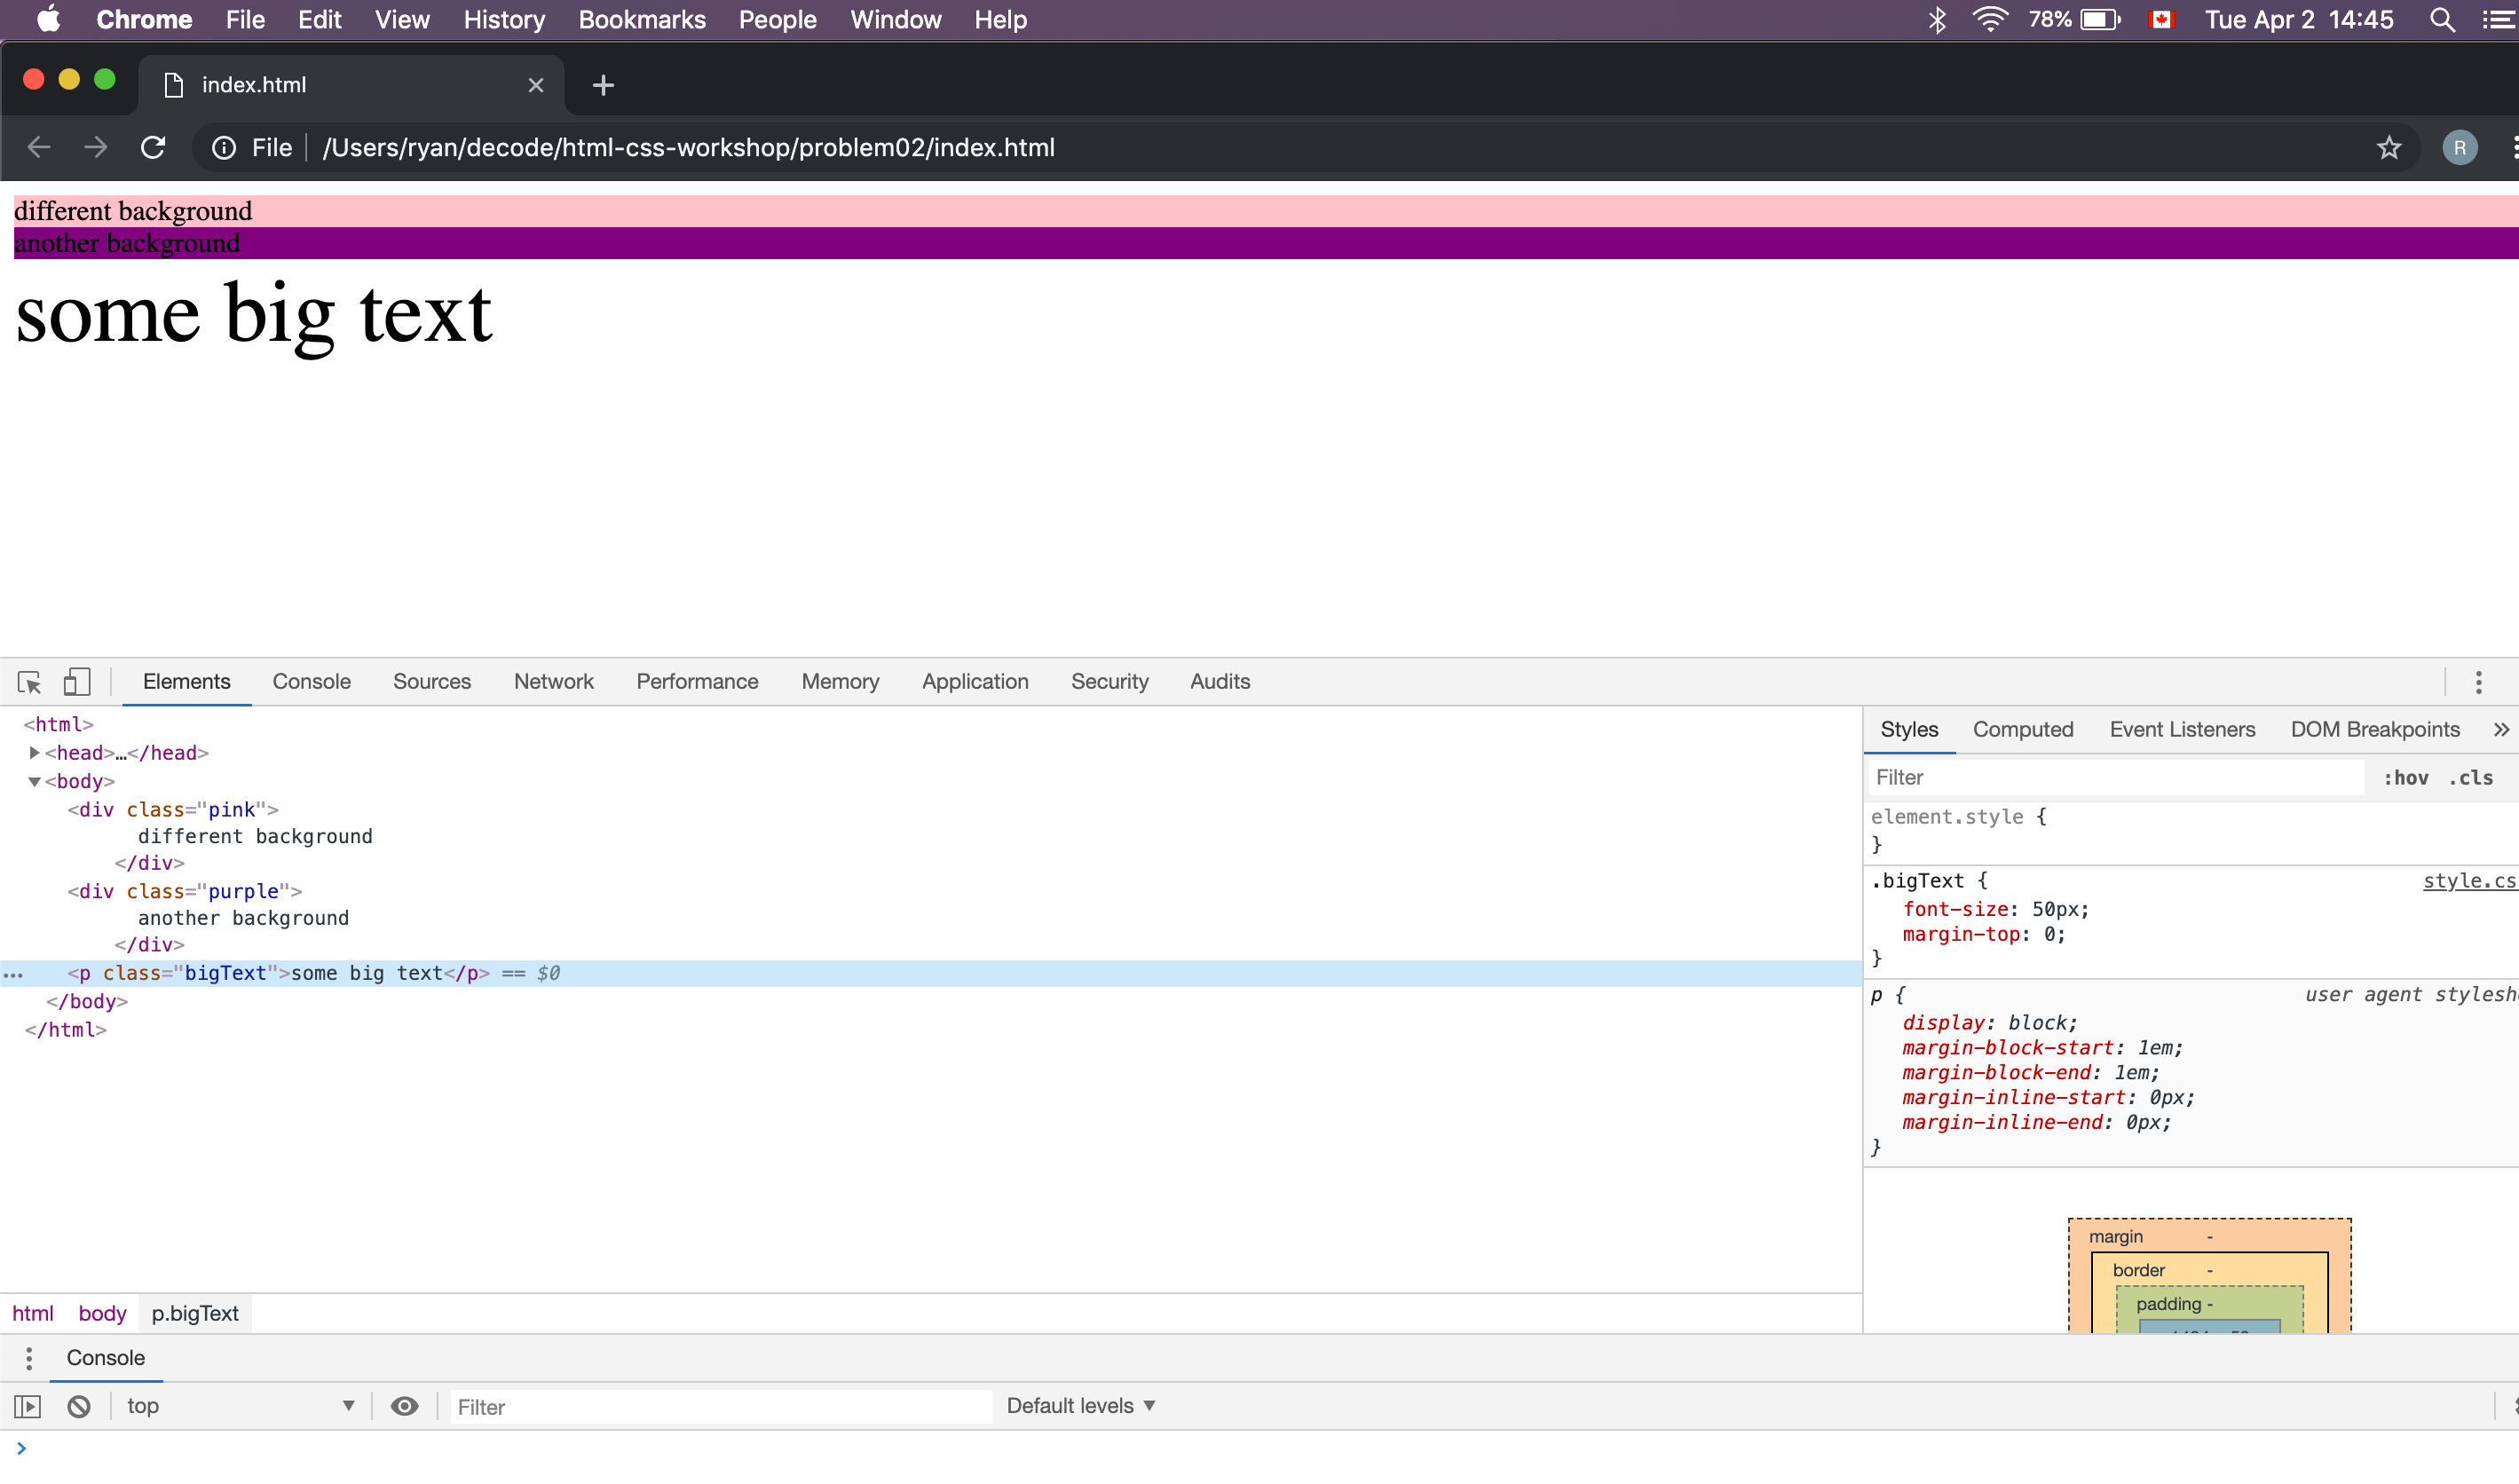 Chrome File Edit View History Bookmarks People Window Help 78% Tue Apr 2 14:45
index.html
File /Users/ryan/decode/html-css-workshop/problem02/index.html R
different background
another background
some big text
Elements Console Sources Network Performance Memory Application Security Audits
<html>
<head>…</head>
<body>
<div class="pink">
different background
</div>
<div class="purple">
another background
</div>
<p class="bigText">some big text</p> == $0
</body>
</html>
html body p.bigText
Styles Computed Event Listeners DOM Breakpoints »
Filter :hov .cls
element.style {
}
.bigText { style.cs
font-size: 50px;
margin-top: 0;
}
p { user agent stylesh
display: block;
margin-block-start: 1em;
margin-block-end: 1em;
margin-inline-start: 0px;
margin-inline-end: 0px;
}
margin -
border -
padding -
Console
top Filter Default levels